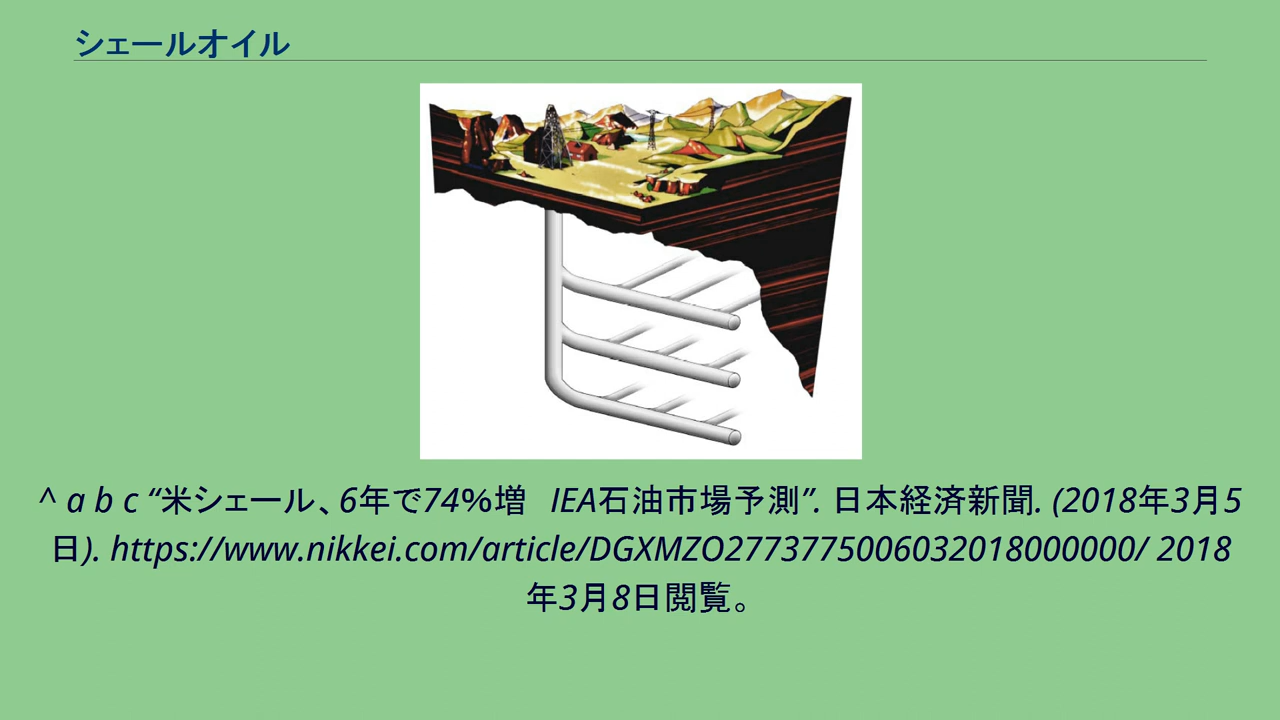 シェールオイル
^ a b c “米シェール、6年で74%増　IEA石油市場予測”. 日本経済新聞. (2018年3月5
日). https://www.nikkei.com/article/DGXMZO2773775006032018000000/ 2018
年3月8日閲覧。